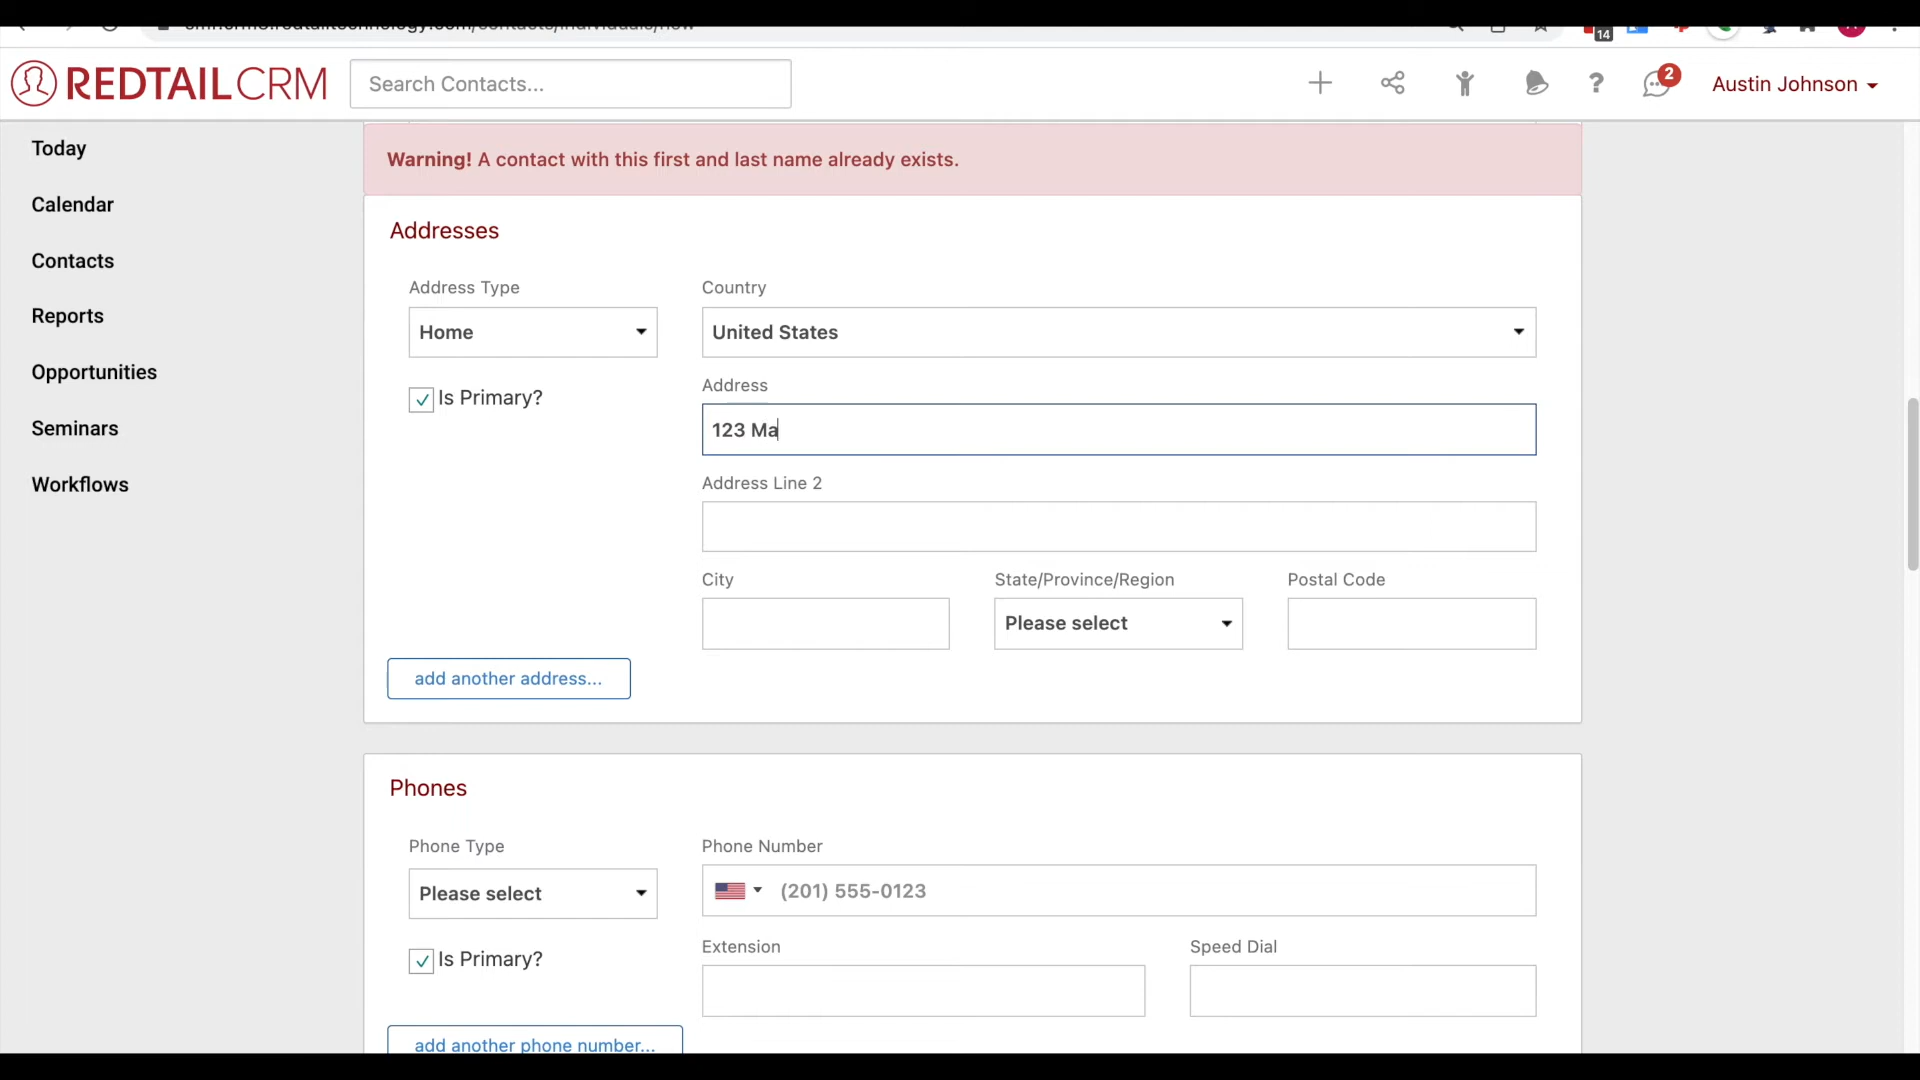 14
REDTAILCRM
Search Contacts...
2
Austin Johnson
Today
Calendar
Contacts
Reports
Opportunities
Seminars
Workflows
Warning! A contact with this first and last name already exists.
Addresses
Address Type
Country
Home
United States
Is Primary?
Address
123 Ma
Address Line 2
City
State/Province/Region
Postal Code
Please select
add another address...
Phones
Phone Type
Phone Number
Please select
(201) 555-0123
Is Primary?
Extension
Speed Dial
add another phone number...